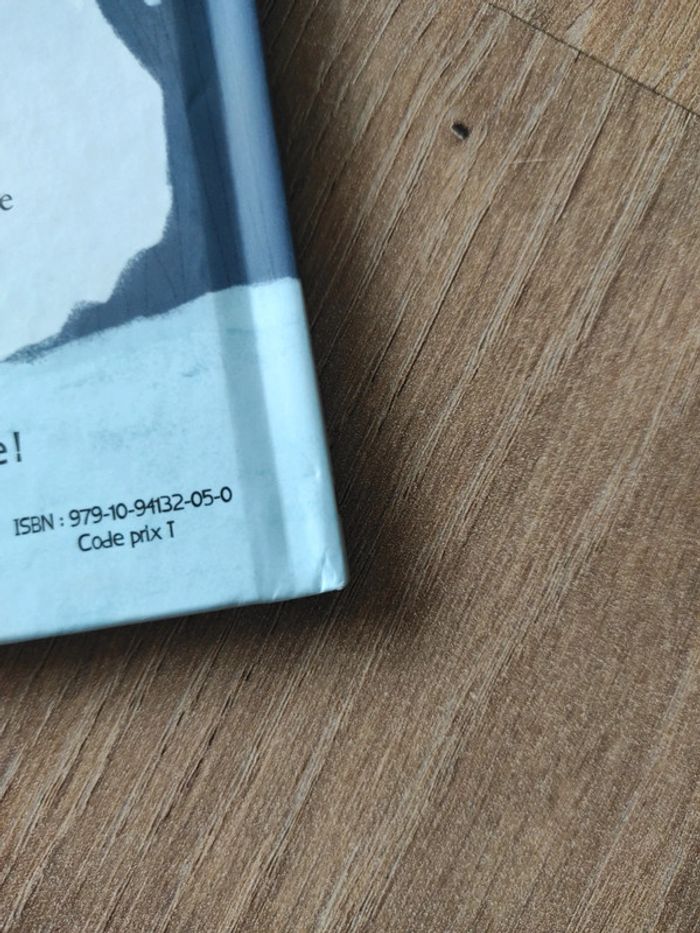 e
e!
ISBN : 979-10-94132-05-0
Code prix T